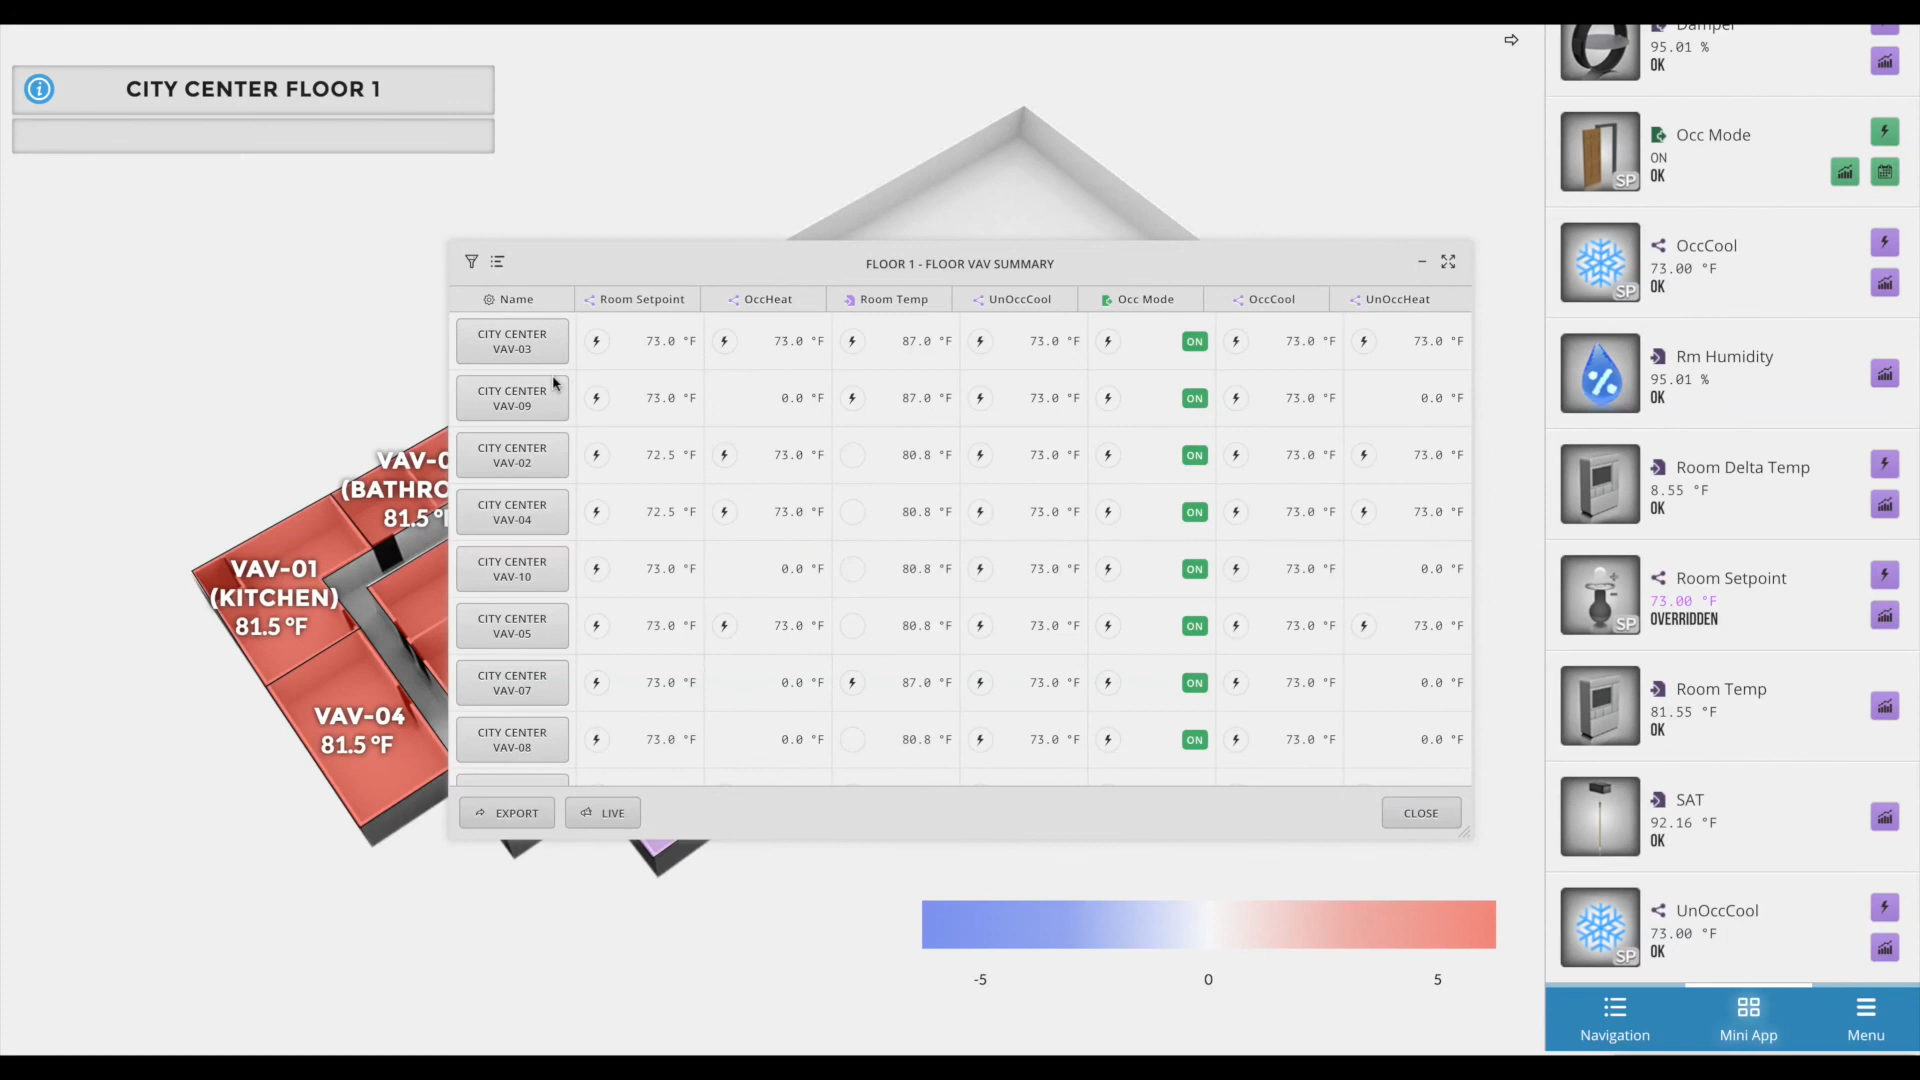 CITY CENTER FLOOR 1
FLOOR 1 - FLOOR VAV SUMMARY
Name Room Setpoint OccHeat Room Temp UnOccCool Occ Mode OccCool UnOccHeat
CITY CENTER
VAV-03
73.0 °F 73.0 °F 87.0 °F 73.0 °F ON 73.0 °F 73.0 °F
CITY CENTER
VAV-09
73.0 °F 0.0 °F 87.0 °F 73.0 °F ON 73.0 °F 0.0 °F
CITY CENTER
VAV-02
72.5 °F 73.0 °F 80.8 °F 73.0 °F ON 73.0 °F 73.0 °F
CITY CENTER
VAV-04
72.5 °F 73.0 °F 80.8 °F 73.0 °F ON 73.0 °F 73.0 °F
CITY CENTER
VAV-10
73.0 °F 0.0 °F 80.8 °F 73.0 °F ON 73.0 °F 0.0 °F
CITY CENTER
VAV-05
73.0 °F 73.0 °F 80.8 °F 73.0 °F ON 73.0 °F 73.0 °F
CITY CENTER
VAV-07
73.0 °F 0.0 °F 87.0 °F 73.0 °F ON 73.0 °F 0.0 °F
CITY CENTER
VAV-08
73.0 °F 0.0 °F 80.8 °F 73.0 °F ON 73.0 °F 0.0 °F
EXPORT LIVE CLOSE
VAV-0
(BATHRO
81.5 °
VAV-01
(KITCHEN)
81.5 °F
VAV-04
81.5 °F
-5 0 5
Damper
95.01 %
OK
Occ Mode
ON
OK
SP
OccCool
73.00 °F
OK
SP
Rm Humidity
95.01 %
OK
Room Delta Temp
8.55 °F
OK
Room Setpoint
73.00 °F
OVERRIDDEN
SP
Room Temp
81.55 °F
OK
SAT
92.16 °F
OK
UnOccCool
73.00 °F
OK
SP
Navigation Mini App Menu